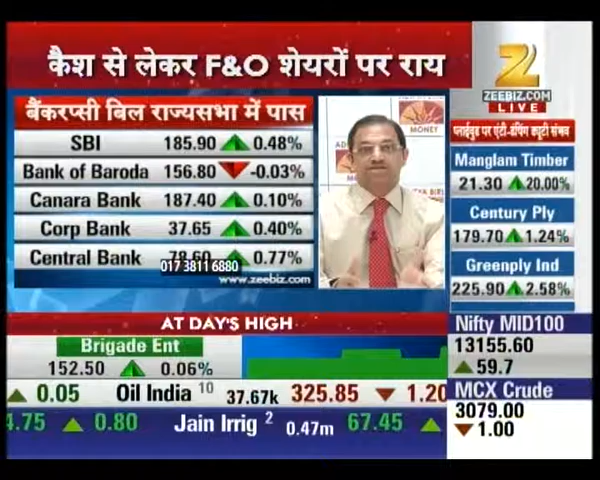 कैश से लेकर F&O शेयरों पर राय
Z
ZEEBIZ.COM
LIVE
बैंकरप्सी बिल राज्यसभा में पास
SBI 185.90 0.48%
Bank of Baroda 156.80 -0.03%
Canara Bank 187.40 0.10%
Corp Bank 37.65 0.40%
Central Bank 78.60 0.77%
017 3811 6880
www.zeebiz.com
MONEY
प्लाईवुड पर एंटी-डंपिंग ड्यूटी संभव
Manglam Timber
21.30 20.00%
Century Ply
179.70 1.24%
Greenply Ind
225.90 2.58%
AT DAY'S HIGH
Brigade Ent
152.50 0.06%
Nifty MID100
13155.60
59.7
MCX Crude
3079.00
1.00
0.05 Oil India 10 37.67k 325.85 1.20
4.75 0.80 Jain Irrig 2 0.47m 67.45